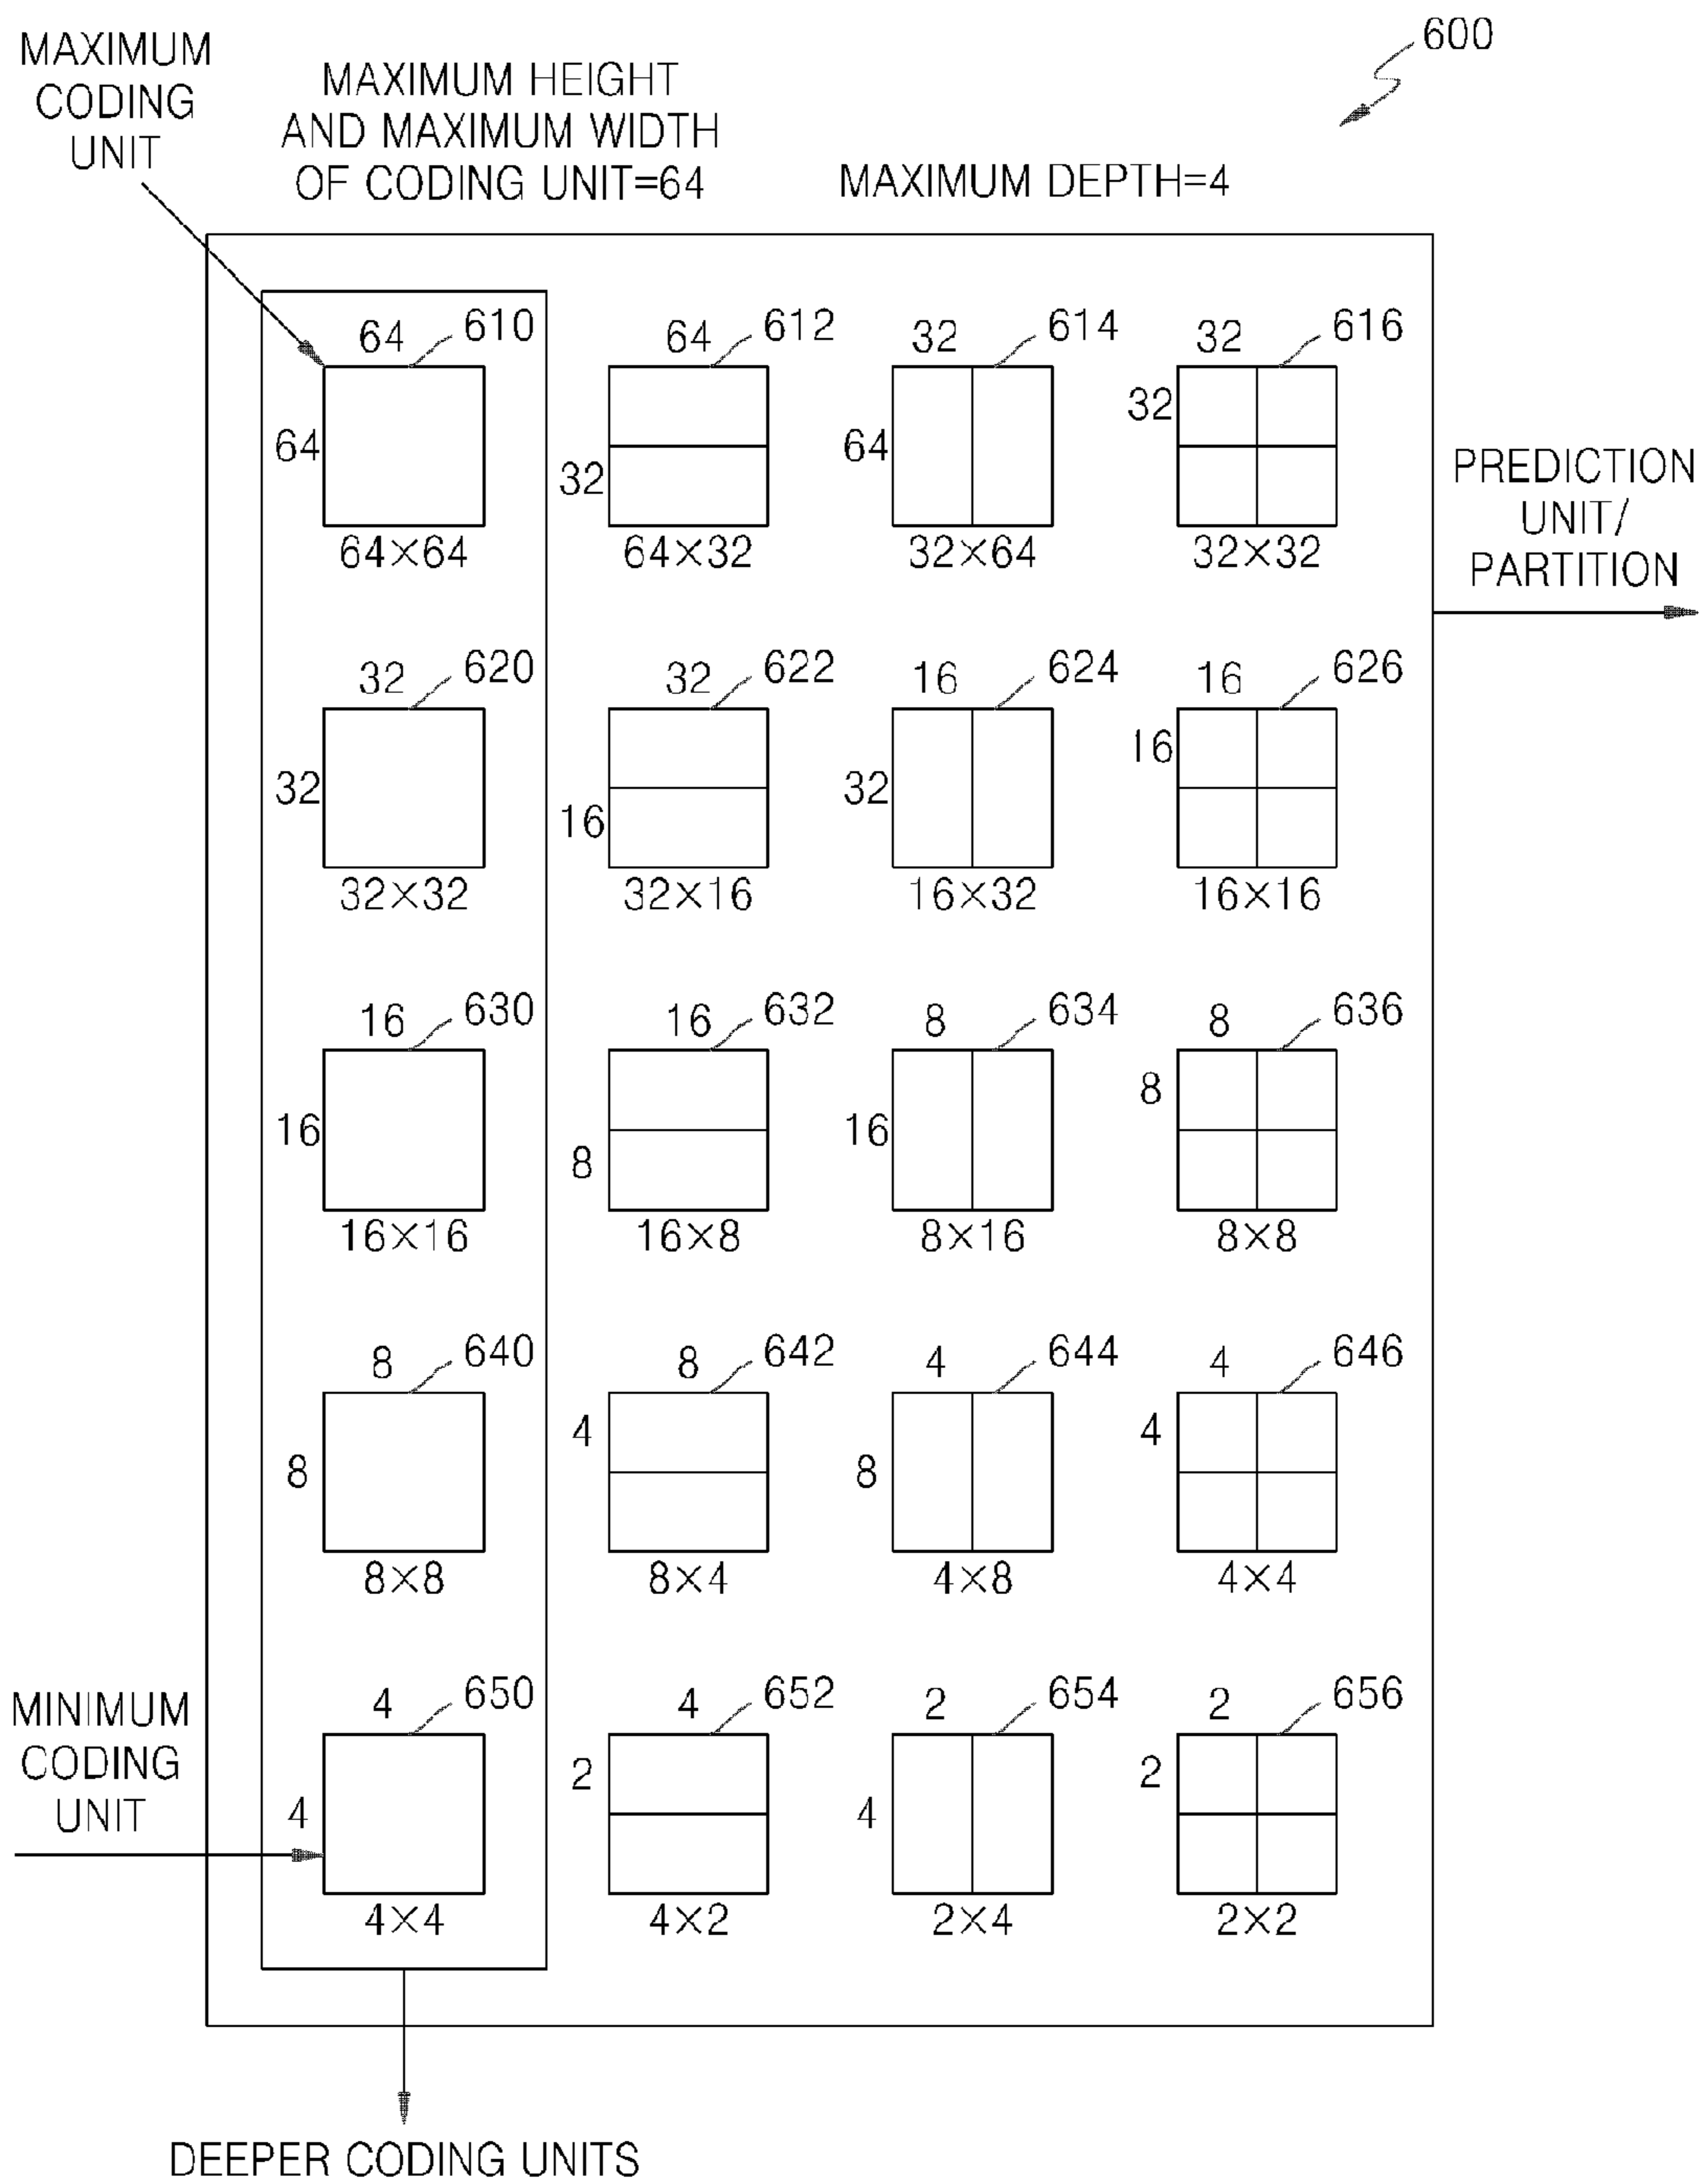 600
MAXIMUM
CODING
UNIT
MAXIMUM HEIGHT
AND MAXIMUM WIDTH
OF CODING UNIT=64
MAXIMUM DEPTH=4
64 610 64 612 32 614 32 616
64 32 64 32
64×64 64×32 32×64 32×32
PREDICTION
UNIT/
PARTITION
32 620 32 622 16 624 16 626
32 16 32 16
32×32 32×16 16×32 16×16
16 630 16 632 8 634 8 636
16 8 16 8
16×16 16×8 8×16 8×8
8 640 8 642 4 644 4 646
8 4 8 4
8×8 8×4 4×8 4×4
MINIMUM
CODING
UNIT
4 650 4 652 2 654 2 656
4 2 4 2
4×4 4×2 2×4 2×2
DEEPER CODING UNITS